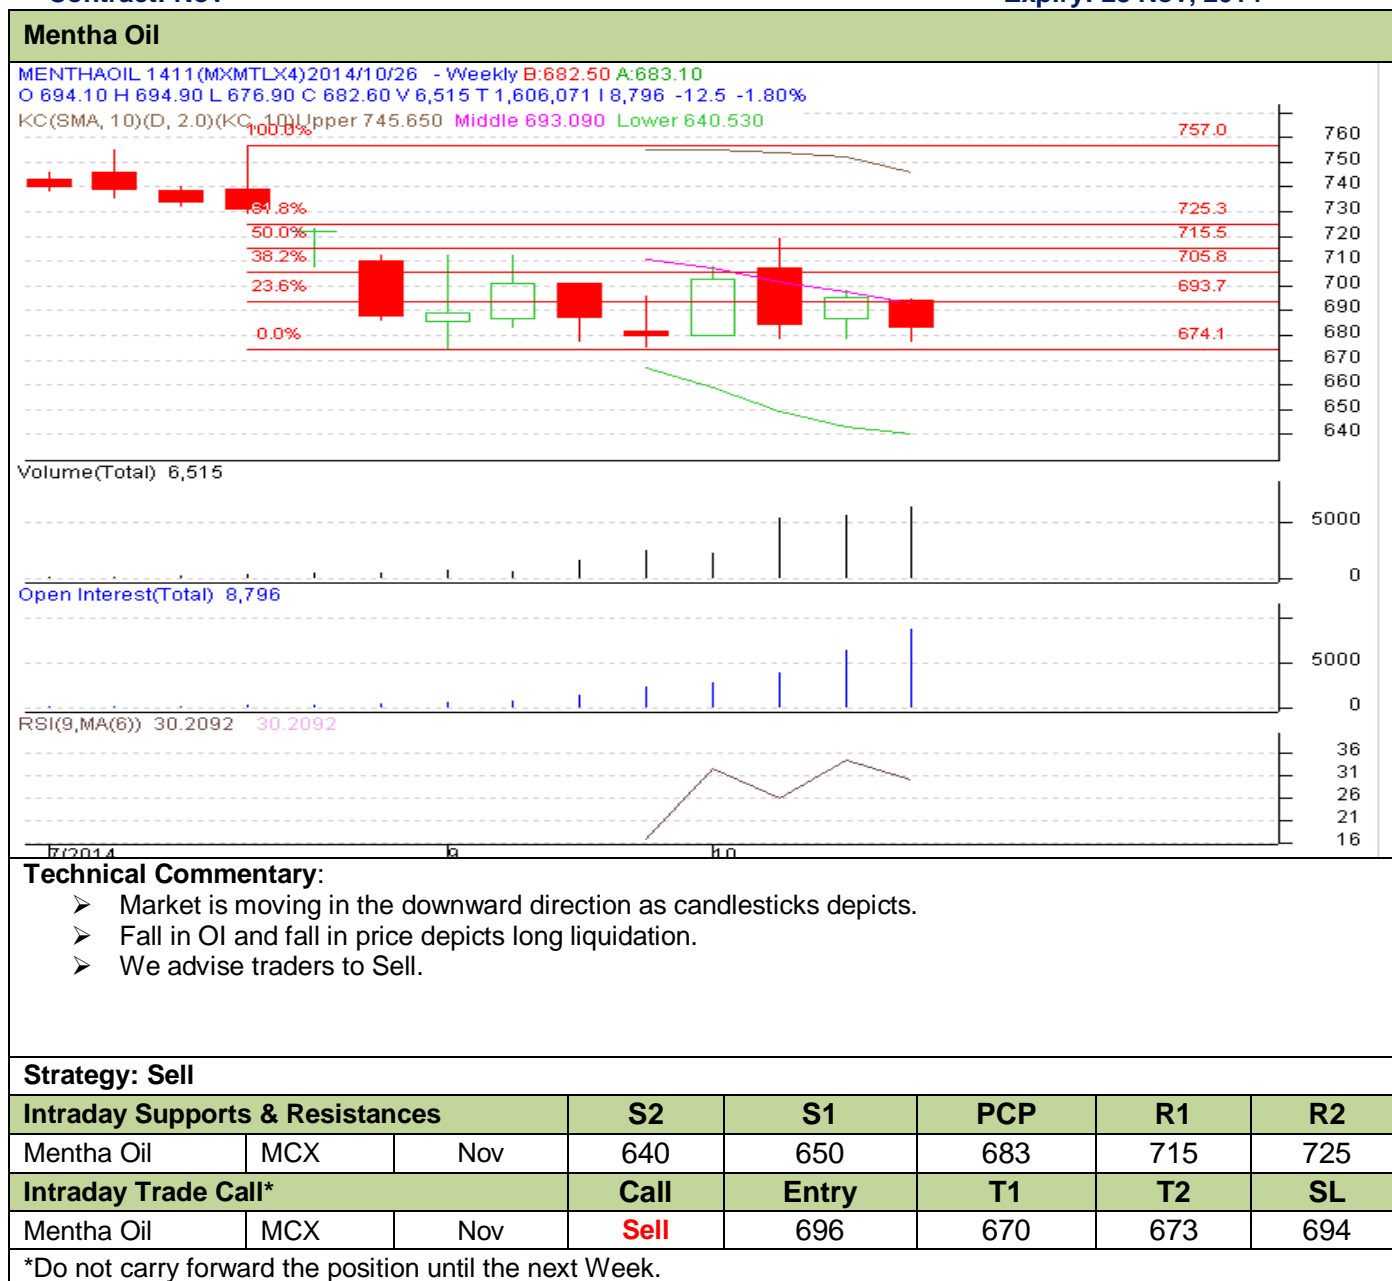 Mentha Oil
MENTHAOIL 1411(MXMTLX4)2014/10/26 - Weekly B:682.50 A:683.10
O 694.10 H 694.90 L 676.90 C 682.60 V 6,515 T 1,606,071 I 8,796 -12.5 -1.80%
KC(SMA, 10)(D, 2.0)(KC, 10)Upper 745.650 Middle 693.090 Lower 640.530
100.0% 757.0
61.8% 725.3
50.0% 715.5
38.2% 705.8
23.6% 693.7
0.0% 674.1
760
750
740
730
720
710
700
690
680
670
660
650
640
Volume(Total) 6,515
5000
0
Open Interest(Total) 8,796
5000
0
RSI(9,MA(6)) 30.2092 30.2092
36
31
26
21
16
7/2014 9 10
Technical Commentary:
➢ Market is moving in the downward direction as candlesticks depicts.
➢ Fall in OI and fall in price depicts long liquidation.
➢ We advise traders to Sell.
Strategy: Sell
Intraday Supports & Resistances S2 S1 PCP R1 R2
Mentha Oil MCX Nov 640 650 683 715 725
Intraday Trade Call* Call Entry T1 T2 SL
Mentha Oil MCX Nov Sell 696 670 673 694
*Do not carry forward the position until the next Week.